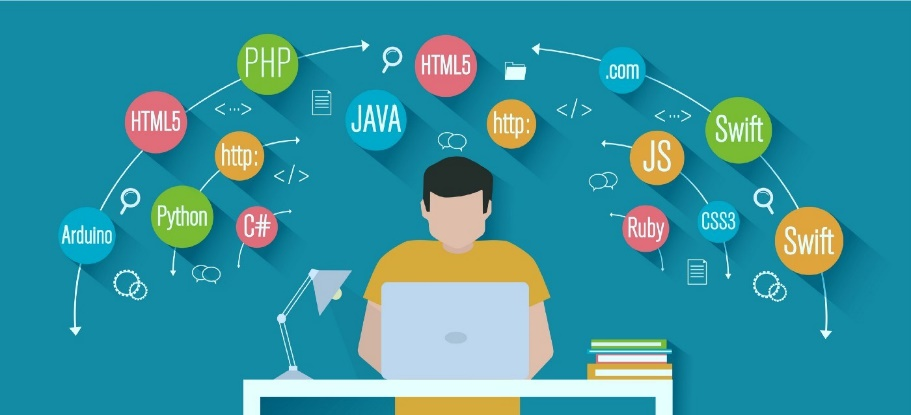 PHP
HTML5
.com
HTML5
JAVA
http:
Swift
http:
JS
Arduino
Python
C#
Ruby
CSS3
Swift